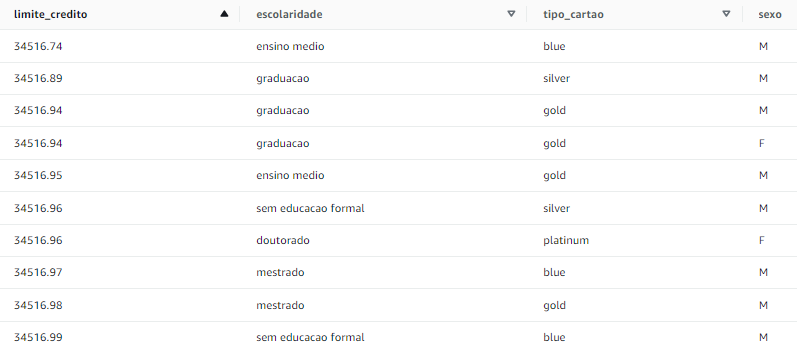 limite_credito escolaridade tipo_cartao sexo
34516.74 ensino medio blue M
34516.89 graduacao silver M
34516.94 graduacao gold M
34516.94 graduacao gold F
34516.95 ensino medio gold M
34516.96 sem educacao formal silver M
34516.96 doutorado platinum F
34516.97 mestrado blue M
34516.98 mestrado gold M
34516.99 sem educacao formal blue M